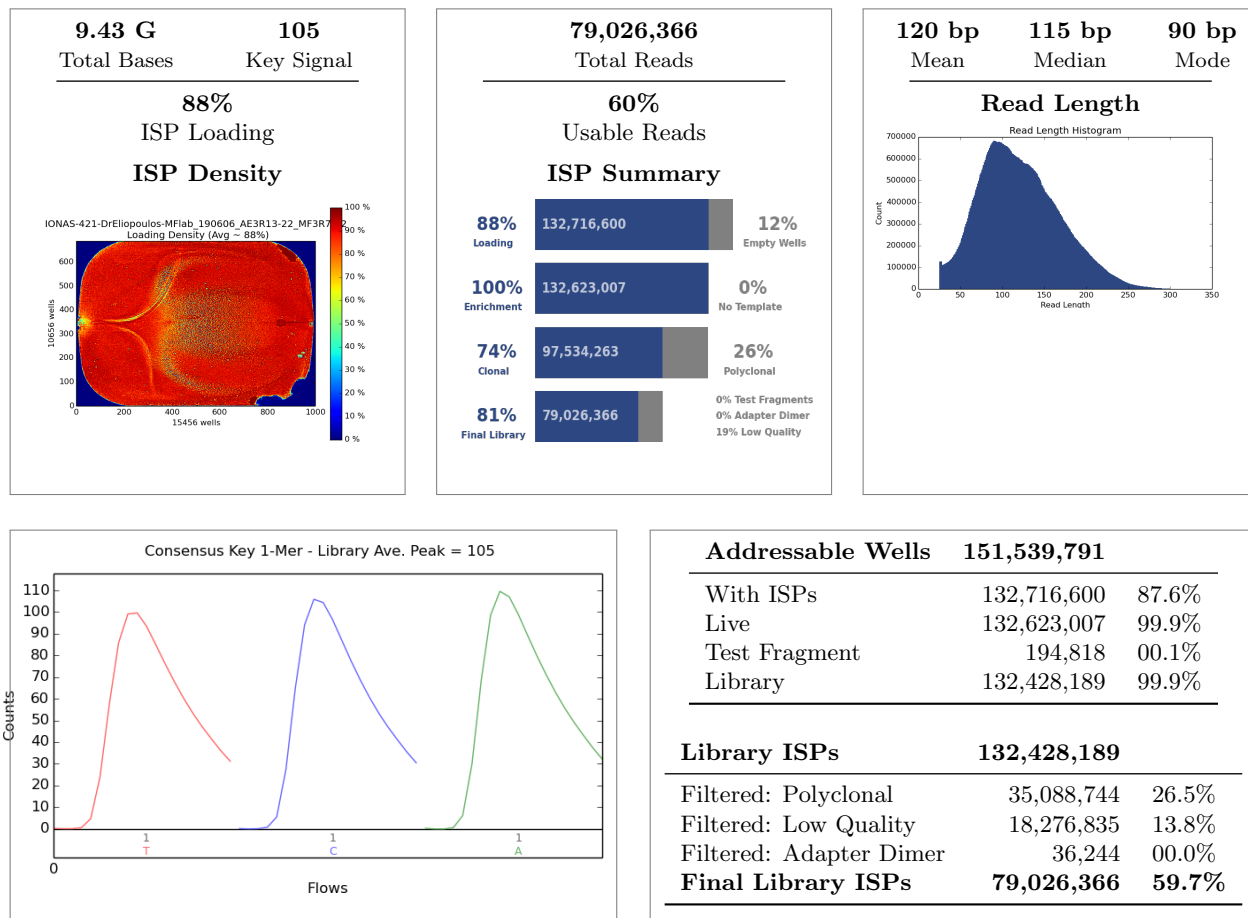 9.43 G 105
Total Bases Key Signal
88%
ISP Loading
ISP Density
IONAS-421-DrEliopoulos-MFlab_190606_AE3R13-22_MF3R7
Loading Density (Avg ~ 88%)
100 %
90 %
80 %
70 %
60 %
50 %
40 %
30 %
20 %
10 %
0 %
600
500
400
300
200
100
0
10656 wells
0 200 400 600 800 1000
15456 wells
79,026,366
Total Reads
60%
Usable Reads
ISP Summary
88% 132,716,600 12%
Loading Empty Wells
100% 132,623,007 0%
Enrichment No Template
74% 97,534,263 26%
Clonal Polyclonal
81% 79,026,366
Final Library
0% Test Fragments
0% Adapter Dimer
19% Low Quality
120 bp 115 bp 90 bp
Mean Median Mode
Read Length
Read Length Histogram
700000
600000
500000
400000
300000
200000
100000
0
Count
0 50 100 150 200 250 300 350
Read Length
Consensus Key 1-Mer - Library Ave. Peak = 105
110
100
90
80
70
60
50
40
30
20
10
0
Counts
1 1 1
T C A
0
Flows
Addressable Wells 151,539,791
With ISPs 132,716,600 87.6%
Live 132,623,007 99.9%
Test Fragment 194,818 00.1%
Library 132,428,189 99.9%
Library ISPs 132,428,189
Filtered: Polyclonal 35,088,744 26.5%
Filtered: Low Quality 18,276,835 13.8%
Filtered: Adapter Dimer 36,244 00.0%
Final Library ISPs 79,026,366 59.7%